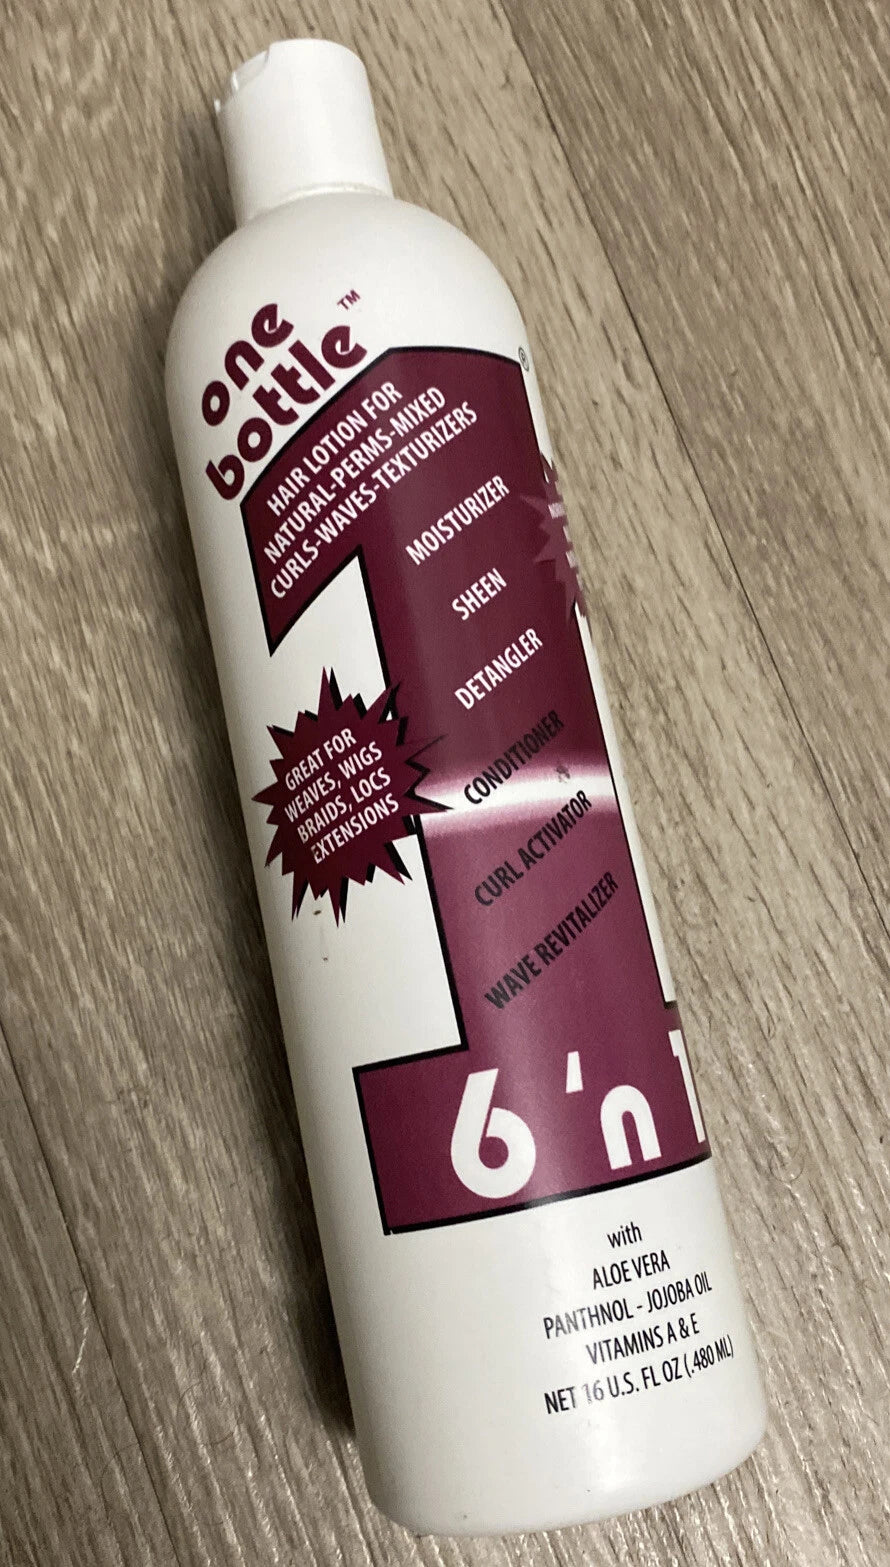 one
bottle™
HAIR LOTION FOR
NATURAL-PERMS-MIXED
CURLS-WAVES-TEXTURIZERS
®
MOISTURIZER
SHEEN
DETANGLER
CONDITIONER
CURL ACTIVATOR
WAVE REVITALIZER
GREAT FOR
WEAVES, WIGS
BRAIDS, LOCS
EXTENSIONS
6 'n 1
with
ALOE VERA
PANTHNOL - JOJOBA OIL
VITAMINS A & E
NET 16 U.S. FL OZ (.480 ML)